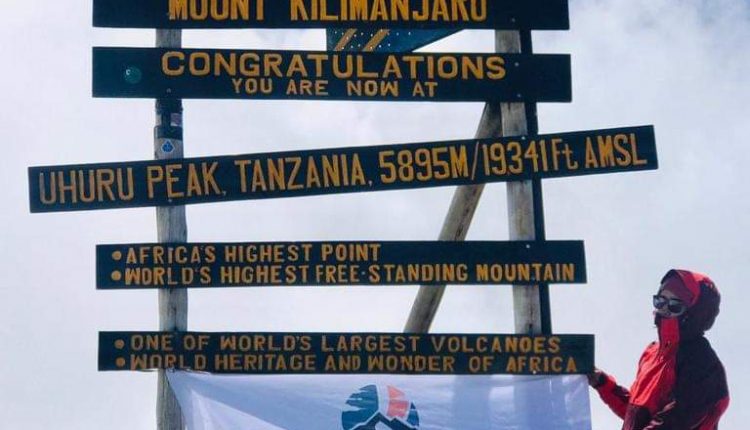 MOUNT KILIMANJARO
CONGRATULATIONS
YOU ARE NOW AT
UHURU PEAK, TANZANIA, 5895M/19341Ft AMSL
•AFRICA'S HIGHEST POINT
•WORLD'S HIGHEST FREE-STANDING MOUNTAIN
•ONE OF WORLD'S LARGEST VOLCANOES
•WORLD HERITAGE AND WONDER OF AFRICA